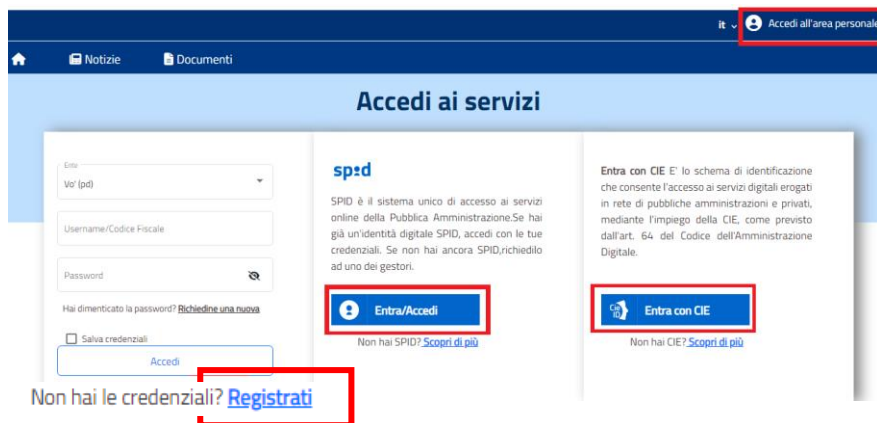 it
Accedi all'area personale
Notizie
Documenti
Accedi ai servizi
Ente
Vo' (pd)
Username/Codice Fiscale
Password
Hai dimenticato la password? Richiedine una nuova
Salva credenziali
Accedi
Non hai le credenziali? Registrati
spid
SPID è il sistema unico di accesso ai servizi
online della Pubblica Amministrazione.Se hai
già un'identità digitale SPID, accedi con le tue
credenziali. Se non hai ancora SPID,richiedilo
ad uno dei gestori.
Entra/Accedi
Non hai SPID? Scopri di più
Entra con CIE E' lo schema di identificazione
che consente l'accesso ai servizi digitali erogati
in rete di pubbliche amministrazioni e privati,
mediante l'impiego della CIE, come previsto
dall'art. 64 del Codice dell'Amministrazione
Digitale.
Entra con CIE
Non hai CIE? Scopri di più